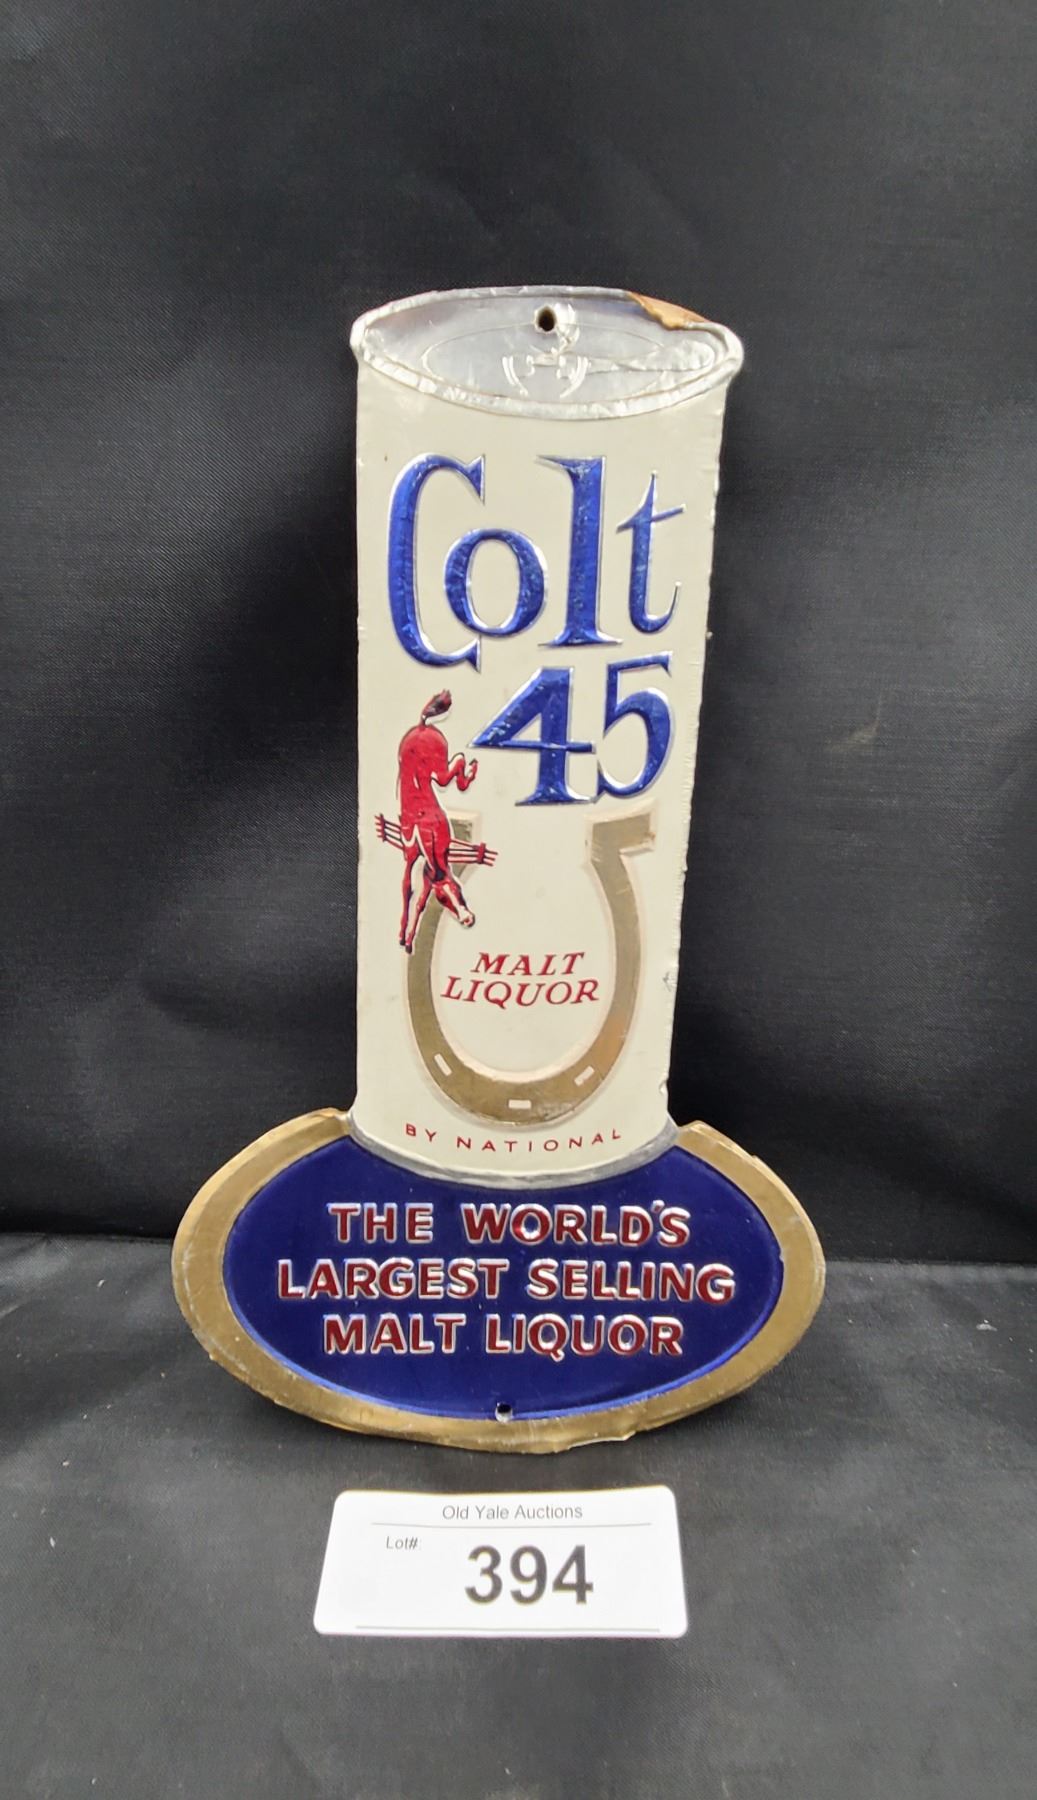 Colt
45
MALT
LIQUOR
BY NATIONAL
THE WORLD'S
LARGEST SELLING
MALT LIQUOR
Old Yale Auctions
Lot#:
394